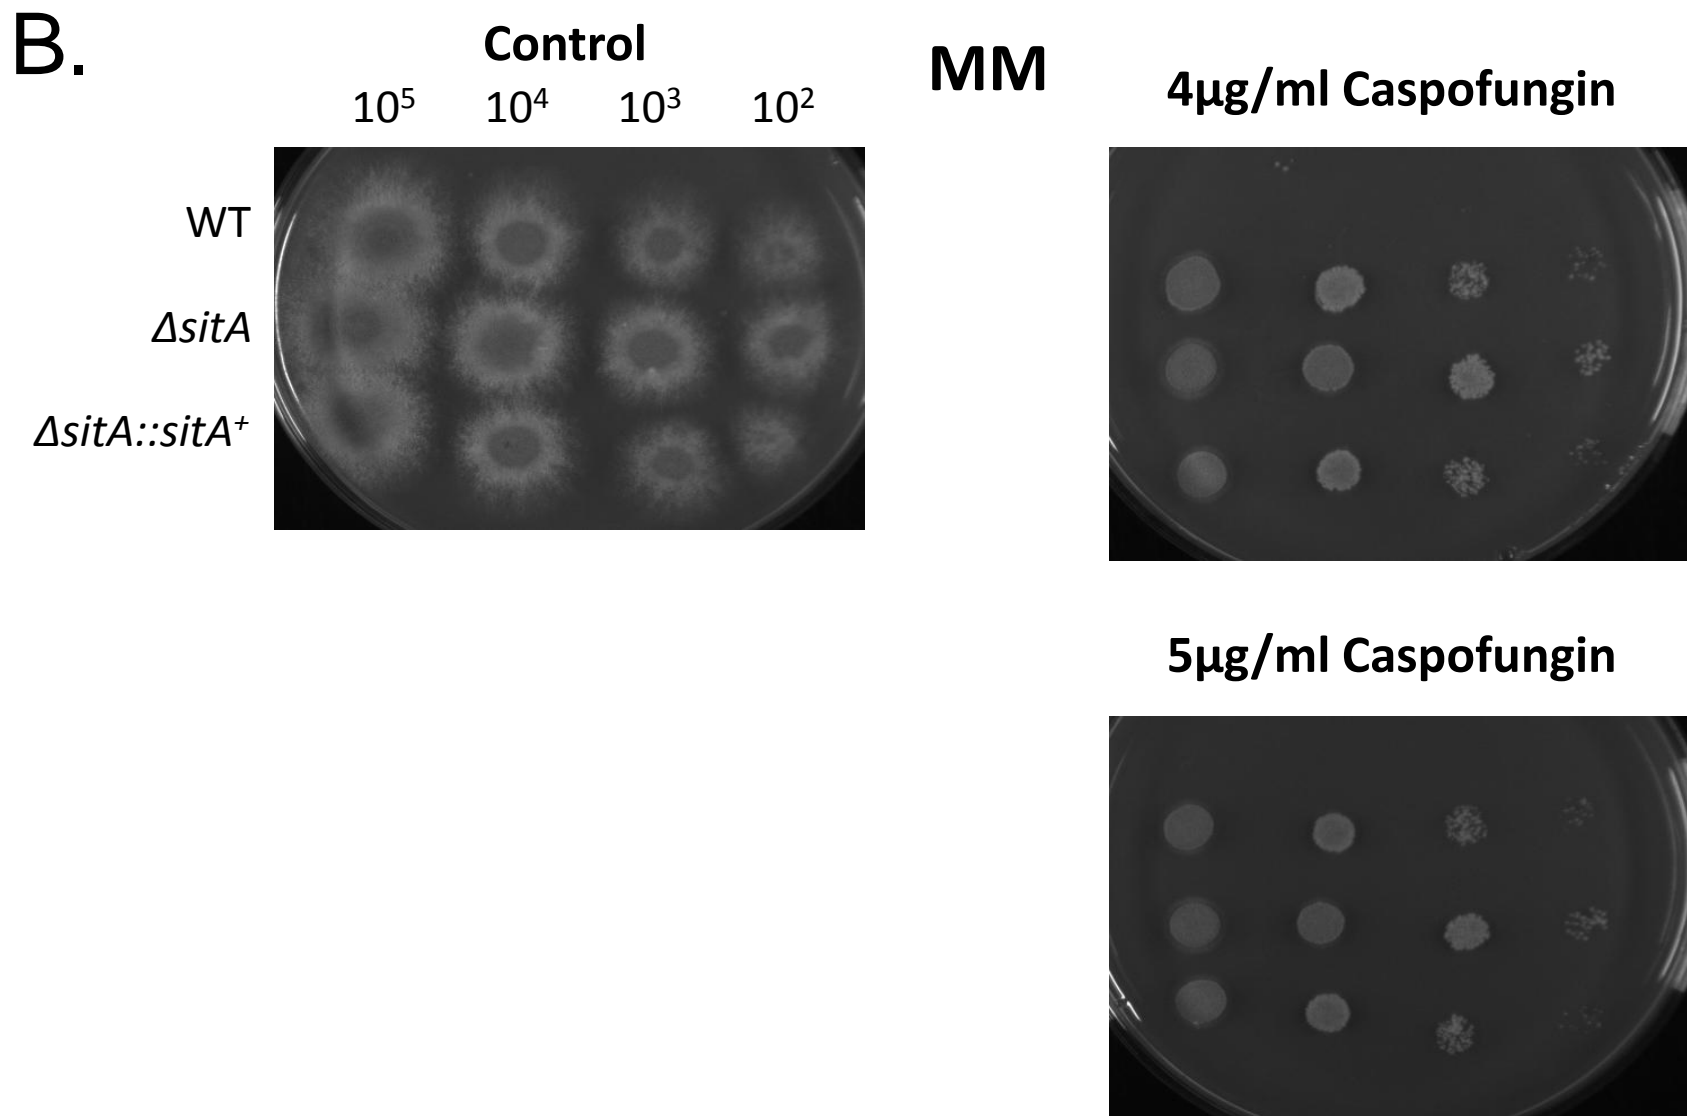 B.
Control
MM
4µg/ml Caspofungin
10⁵ 10⁴ 10³ 10²
WT
ΔsitA
ΔsitA::sitA⁺
5µg/ml Caspofungin